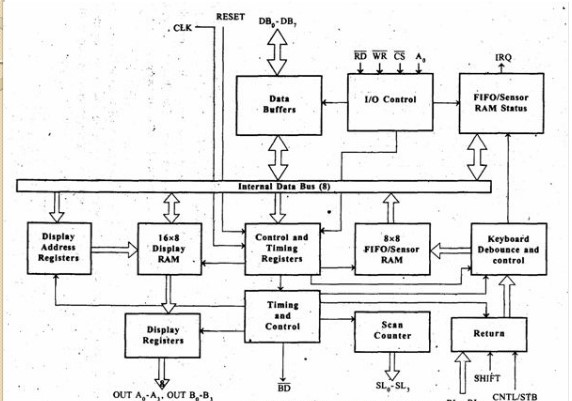 RESET
CLK
DB₀-DB₇
RD WR CS A₀
IRQ
Data
Buffers
I/O Control
FIFO/Sensor
RAM Status
Internal Data Bus (8)
Display
Address
Registers
16×8
Display
RAM
Control and
Timing
Registers
8×8
FIFO/Sensor
RAM
Keyboard
Debounce and
control
Display
Registers
Timing
and
Control
Scan
Counter
Return
8
OUT A₀-A₃, OUT B₀-B₃
BD
SL₀-SL₃
SHIFT
CNTL/STB